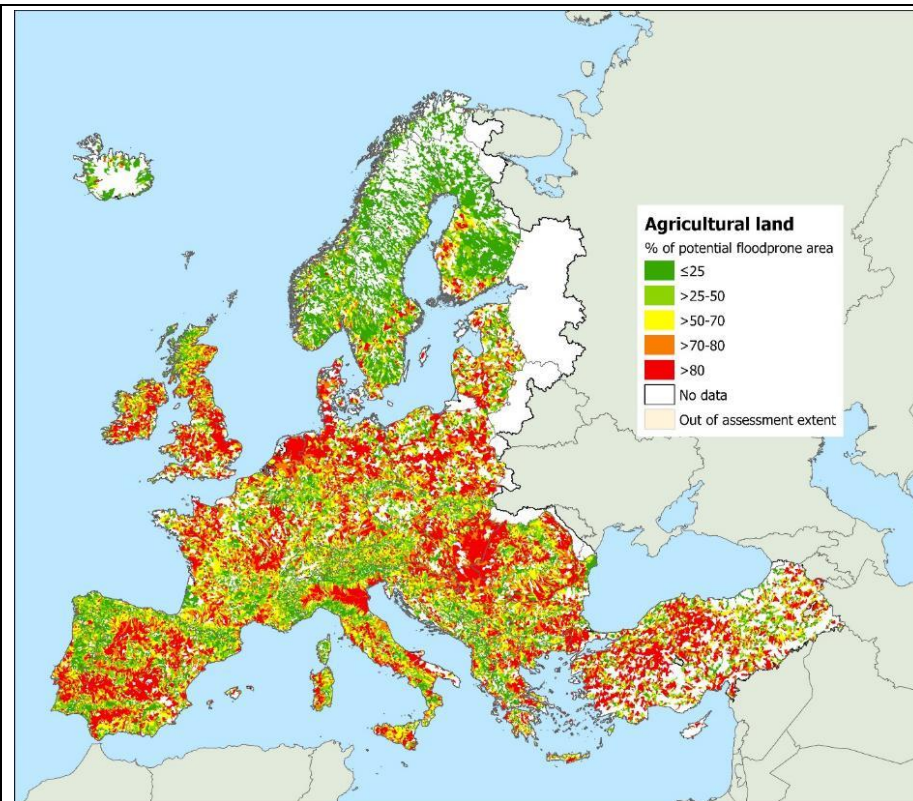 Agricultural land
% of potential floodprone area
≤25
>25-50
>50-70
>70-80
>80
No data
Out of assessment extent